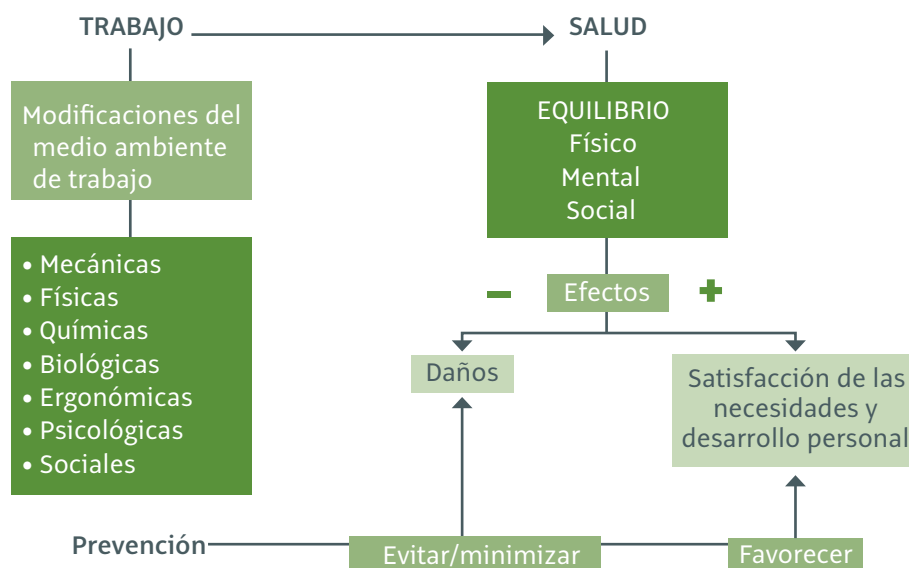 TRABAJO
SALUD
Modificaciones del
medio ambiente
de trabajo
EQUILIBRIO
Físico
Mental
Social
• Mecánicas
• Físicas
• Químicas
• Biológicas
• Ergonómicas
• Psicológicas
• Sociales
− Efectos +
Daños
Satisfacción de las
necesidades y
desarrollo personal
Prevención
Evitar/minimizar
Favorecer